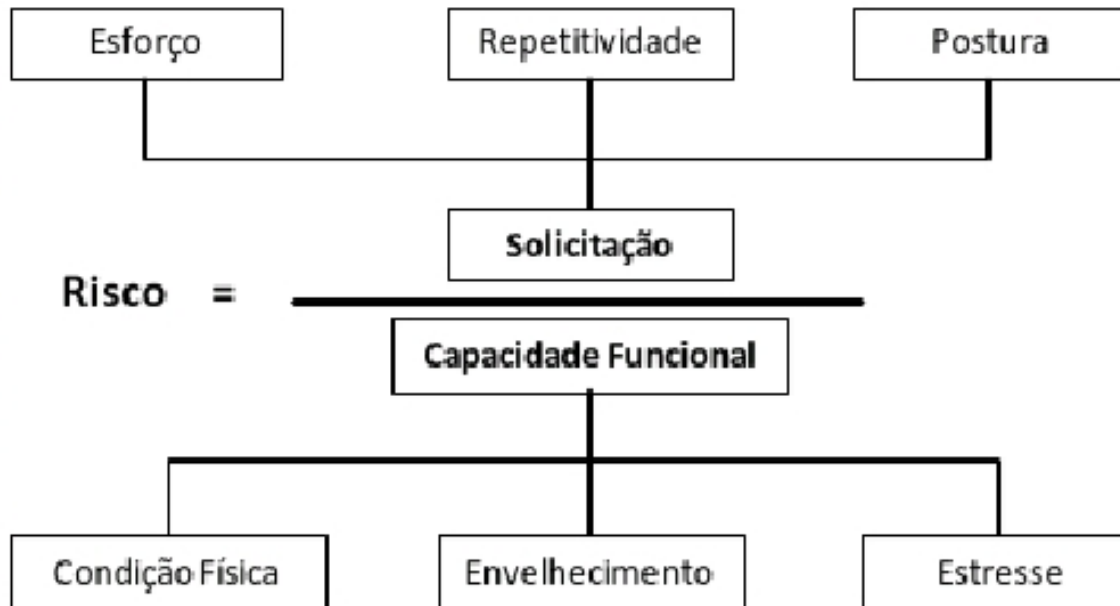 Esforço
Repetitividade
Postura
Solicitação
Risco =
Capacidade Funcional
Condição Física
Envelhecimento
Estresse